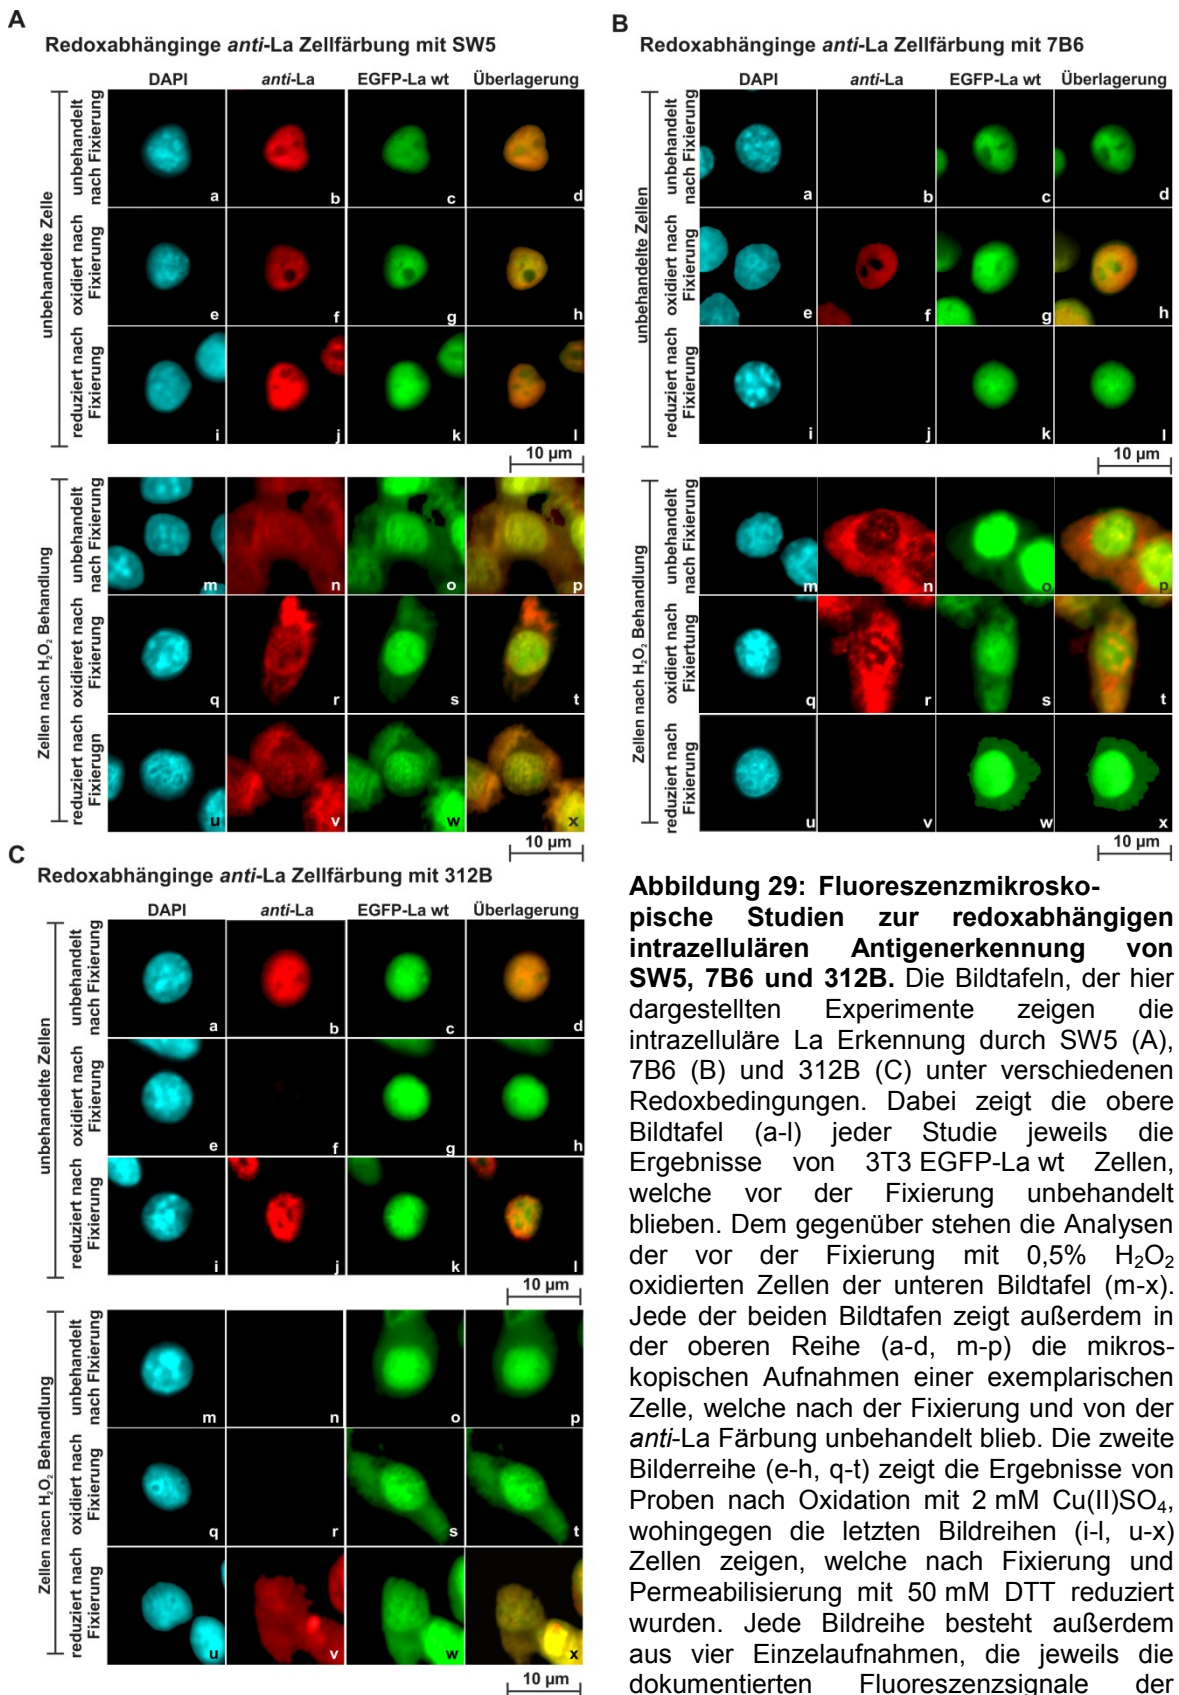 A
Redoxabhänginge anti-La Zellfärbung mit SW5
DAPI anti-La EGFP-La wt Überlagerung
unbehandelte Zelle
unbehandelt
nach Fixierung
a b c d
oxidiert nach
Fixierung
e f g h
reduziert nach
Fixierung
i j k l
10 µm
Zellen nach H₂O₂ Behandlung
unbehandelt
nach Fixierung
m n o p
oxidieret nach
Fixierung
q r s t
reduziert nach
Fixierugn
u v w x
10 µm
B
Redoxabhänginge anti-La Zellfärbung mit 7B6
DAPI anti-La EGFP-La wt Überlagerung
unbehandelte Zellen
unbehandelt
nach Fixierung
a b c d
oxidiert nach
Fixierung
e f g h
reduziert nach
Fixierung
i j k l
10 µm
Zellen nach H₂O₂ Behandlung
unbehandelt
nach Fixierung
m n o p
oxidiert nach
Fixiertung
q r s t
reduziert nach
Fixierung
u v w x
10 µm
C
Redoxabhänginge anti-La Zellfärbung mit 312B
DAPI anti-La EGFP-La wt Überlagerung
unbehandelte Zellen
unbehandelt
nach Fixierung
a b c d
oxidiert nach
Fixierung
e f g h
reduziert nach
Fixierung
i j k l
10 µm
Zellen nacn H₂O₂ Behandlung
unbehandelt
nach FIxierung
m n o p
oxidiert nach
Fixierung
q r s t
reduziert nach
Fixierung
u v w x
10 µm
Abbildung 29: Fluoreszenzmikrosko-
pische Studien zur redoxabhängigen
intrazellulären Antigenerkennung von
SW5, 7B6 und 312B. Die Bildtafeln, der hier
dargestellten Experimente zeigen die
intrazelluläre La Erkennung durch SW5 (A),
7B6 (B) und 312B (C) unter verschiedenen
Redoxbedingungen. Dabei zeigt die obere
Bildtafel (a-l) jeder Studie jeweils die
Ergebnisse von 3T3 EGFP-La wt Zellen,
welche vor der Fixierung unbehandelt
blieben. Dem gegenüber stehen die Analysen
der vor der Fixierung mit 0,5% H₂O₂
oxidierten Zellen der unteren Bildtafel (m-x).
Jede der beiden Bildtafen zeigt außerdem in
der oberen Reihe (a-d, m-p) die mikros-
kopischen Aufnahmen einer exemplarischen
Zelle, welche nach der Fixierung und von der
anti-La Färbung unbehandelt blieb. Die zweite
Bilderreihe (e-h, q-t) zeigt die Ergebnisse von
Proben nach Oxidation mit 2 mM Cu(II)SO₄,
wohingegen die letzten Bildreihen (i-l, u-x)
Zellen zeigen, welche nach Fixierung und
Permeabilisierung mit 50 mM DTT reduziert
wurden. Jede Bildreihe besteht außerdem
aus vier Einzelaufnahmen, die jeweils die
dokumentierten Fluoreszenzsignale der